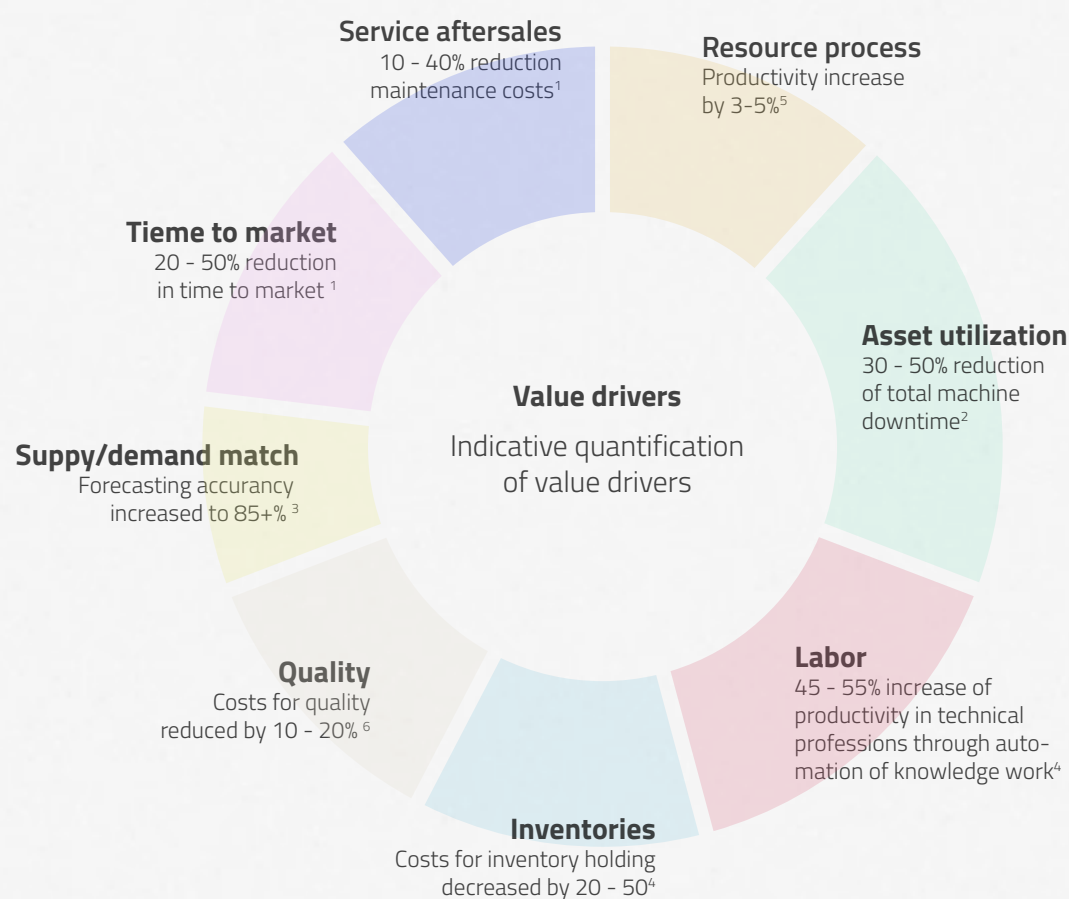 Service aftersales
10 - 40% reduction
maintenance costs¹
Resource process
Productivity increase
by 3-5%⁵
Tieme to market
20 - 50% reduction
in time to market ¹
Asset utilization
30 - 50% reduction
of total machine
downtime²
Value drivers
Indicative quantification
of value drivers
Suppy/demand match
Forecasting accurancy
increased to 85+% ³
Labor
45 - 55% increase of
productivity in technical
professions through auto-
mation of knowledge work⁴
Quality
Costs for quality
reduced by 10 - 20% ⁶
Inventories
Costs for inventory holding
decreased by 20 - 50⁴